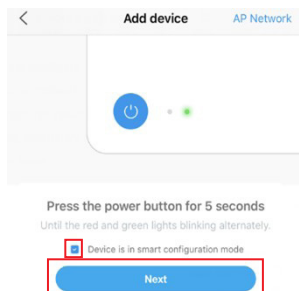 Add device
AP Network
Press the power button for 5 seconds
Until the red and green lights blinking alternately.
Device is in smart configuration mode
Next